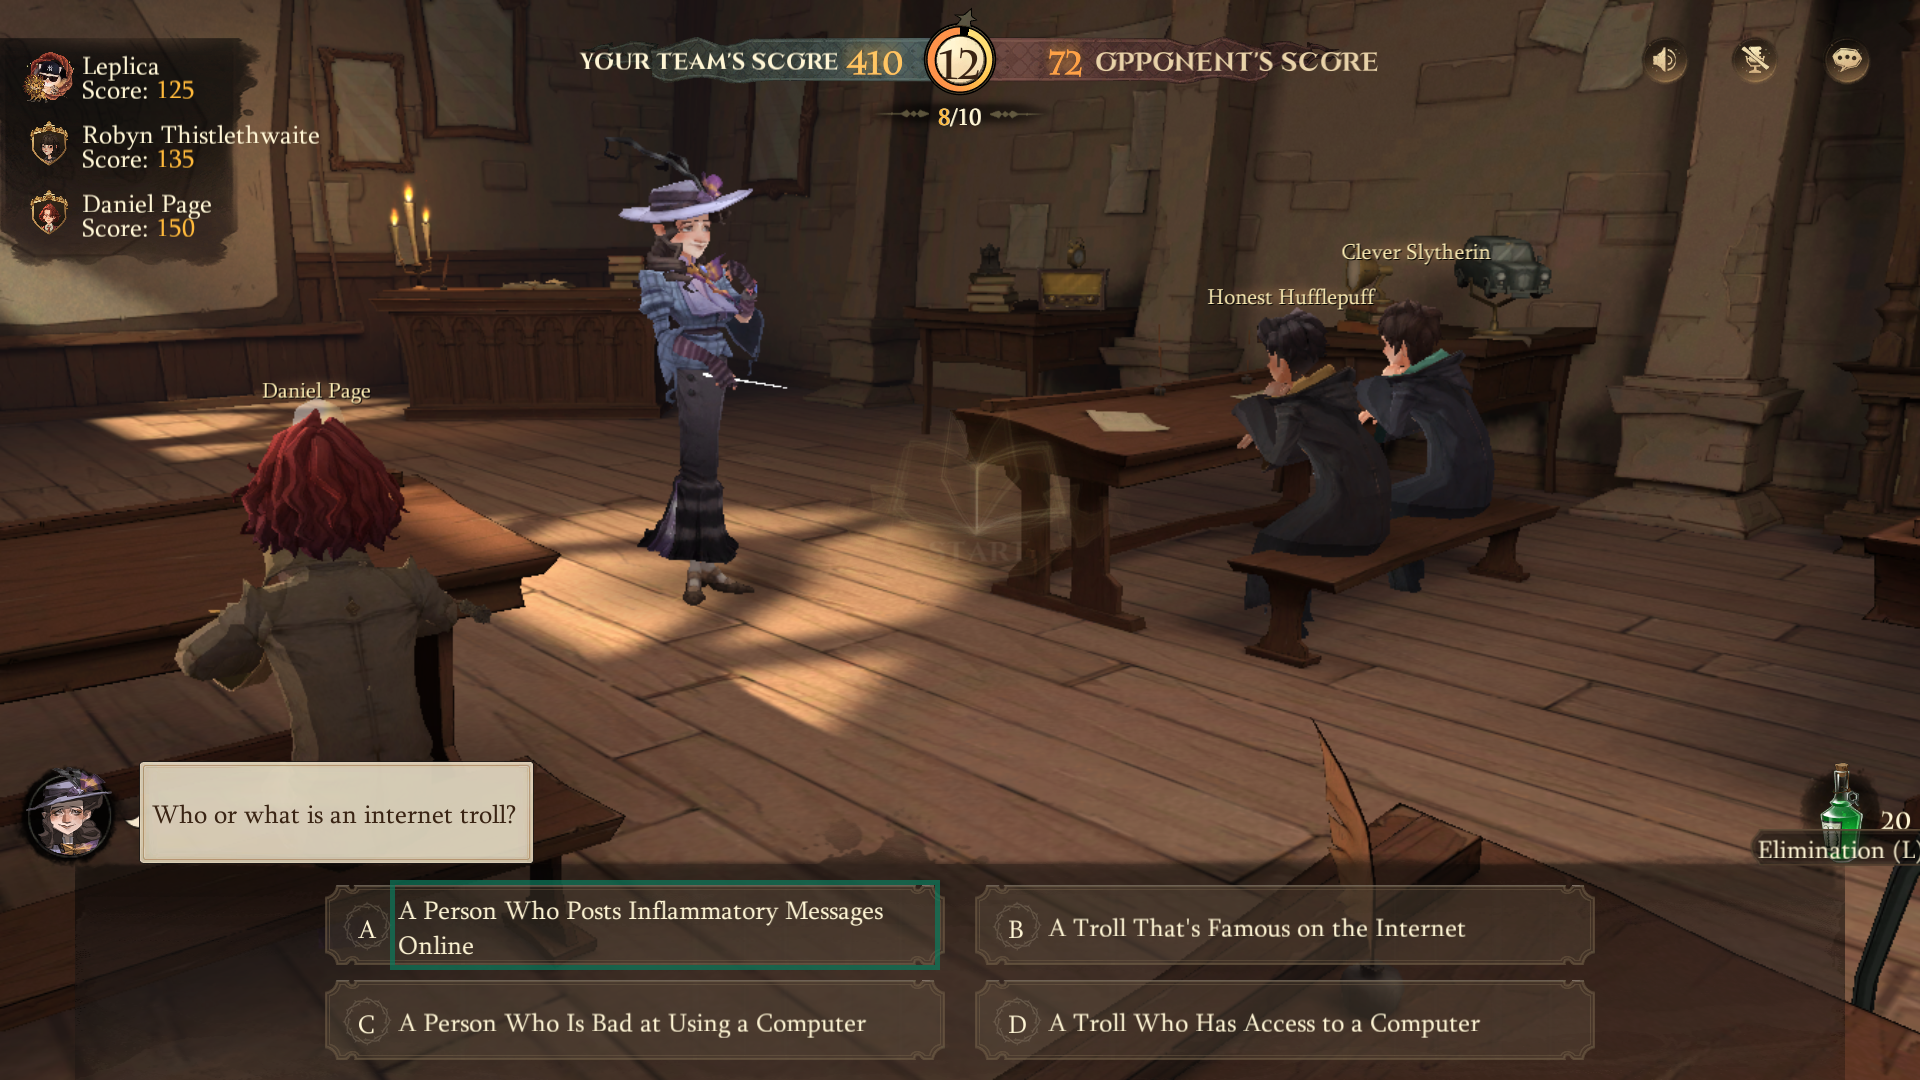 Leplica
Score: 125
Robyn Thistlethwaite
Score: 135
Daniel Page
Score: 150
YOUR TEAM'S SCORE 410
12
72 OPPONENT'S SCORE
8/10
Clever Slytherin
Honest Hufflepuff
Daniel Page
START
Who or what is an internet troll?
20
Elimination (L)
A A Person Who Posts Inflammatory Messages
Online
B A Troll That's Famous on the Internet
C A Person Who Is Bad at Using a Computer
D A Troll Who Has Access to a Computer